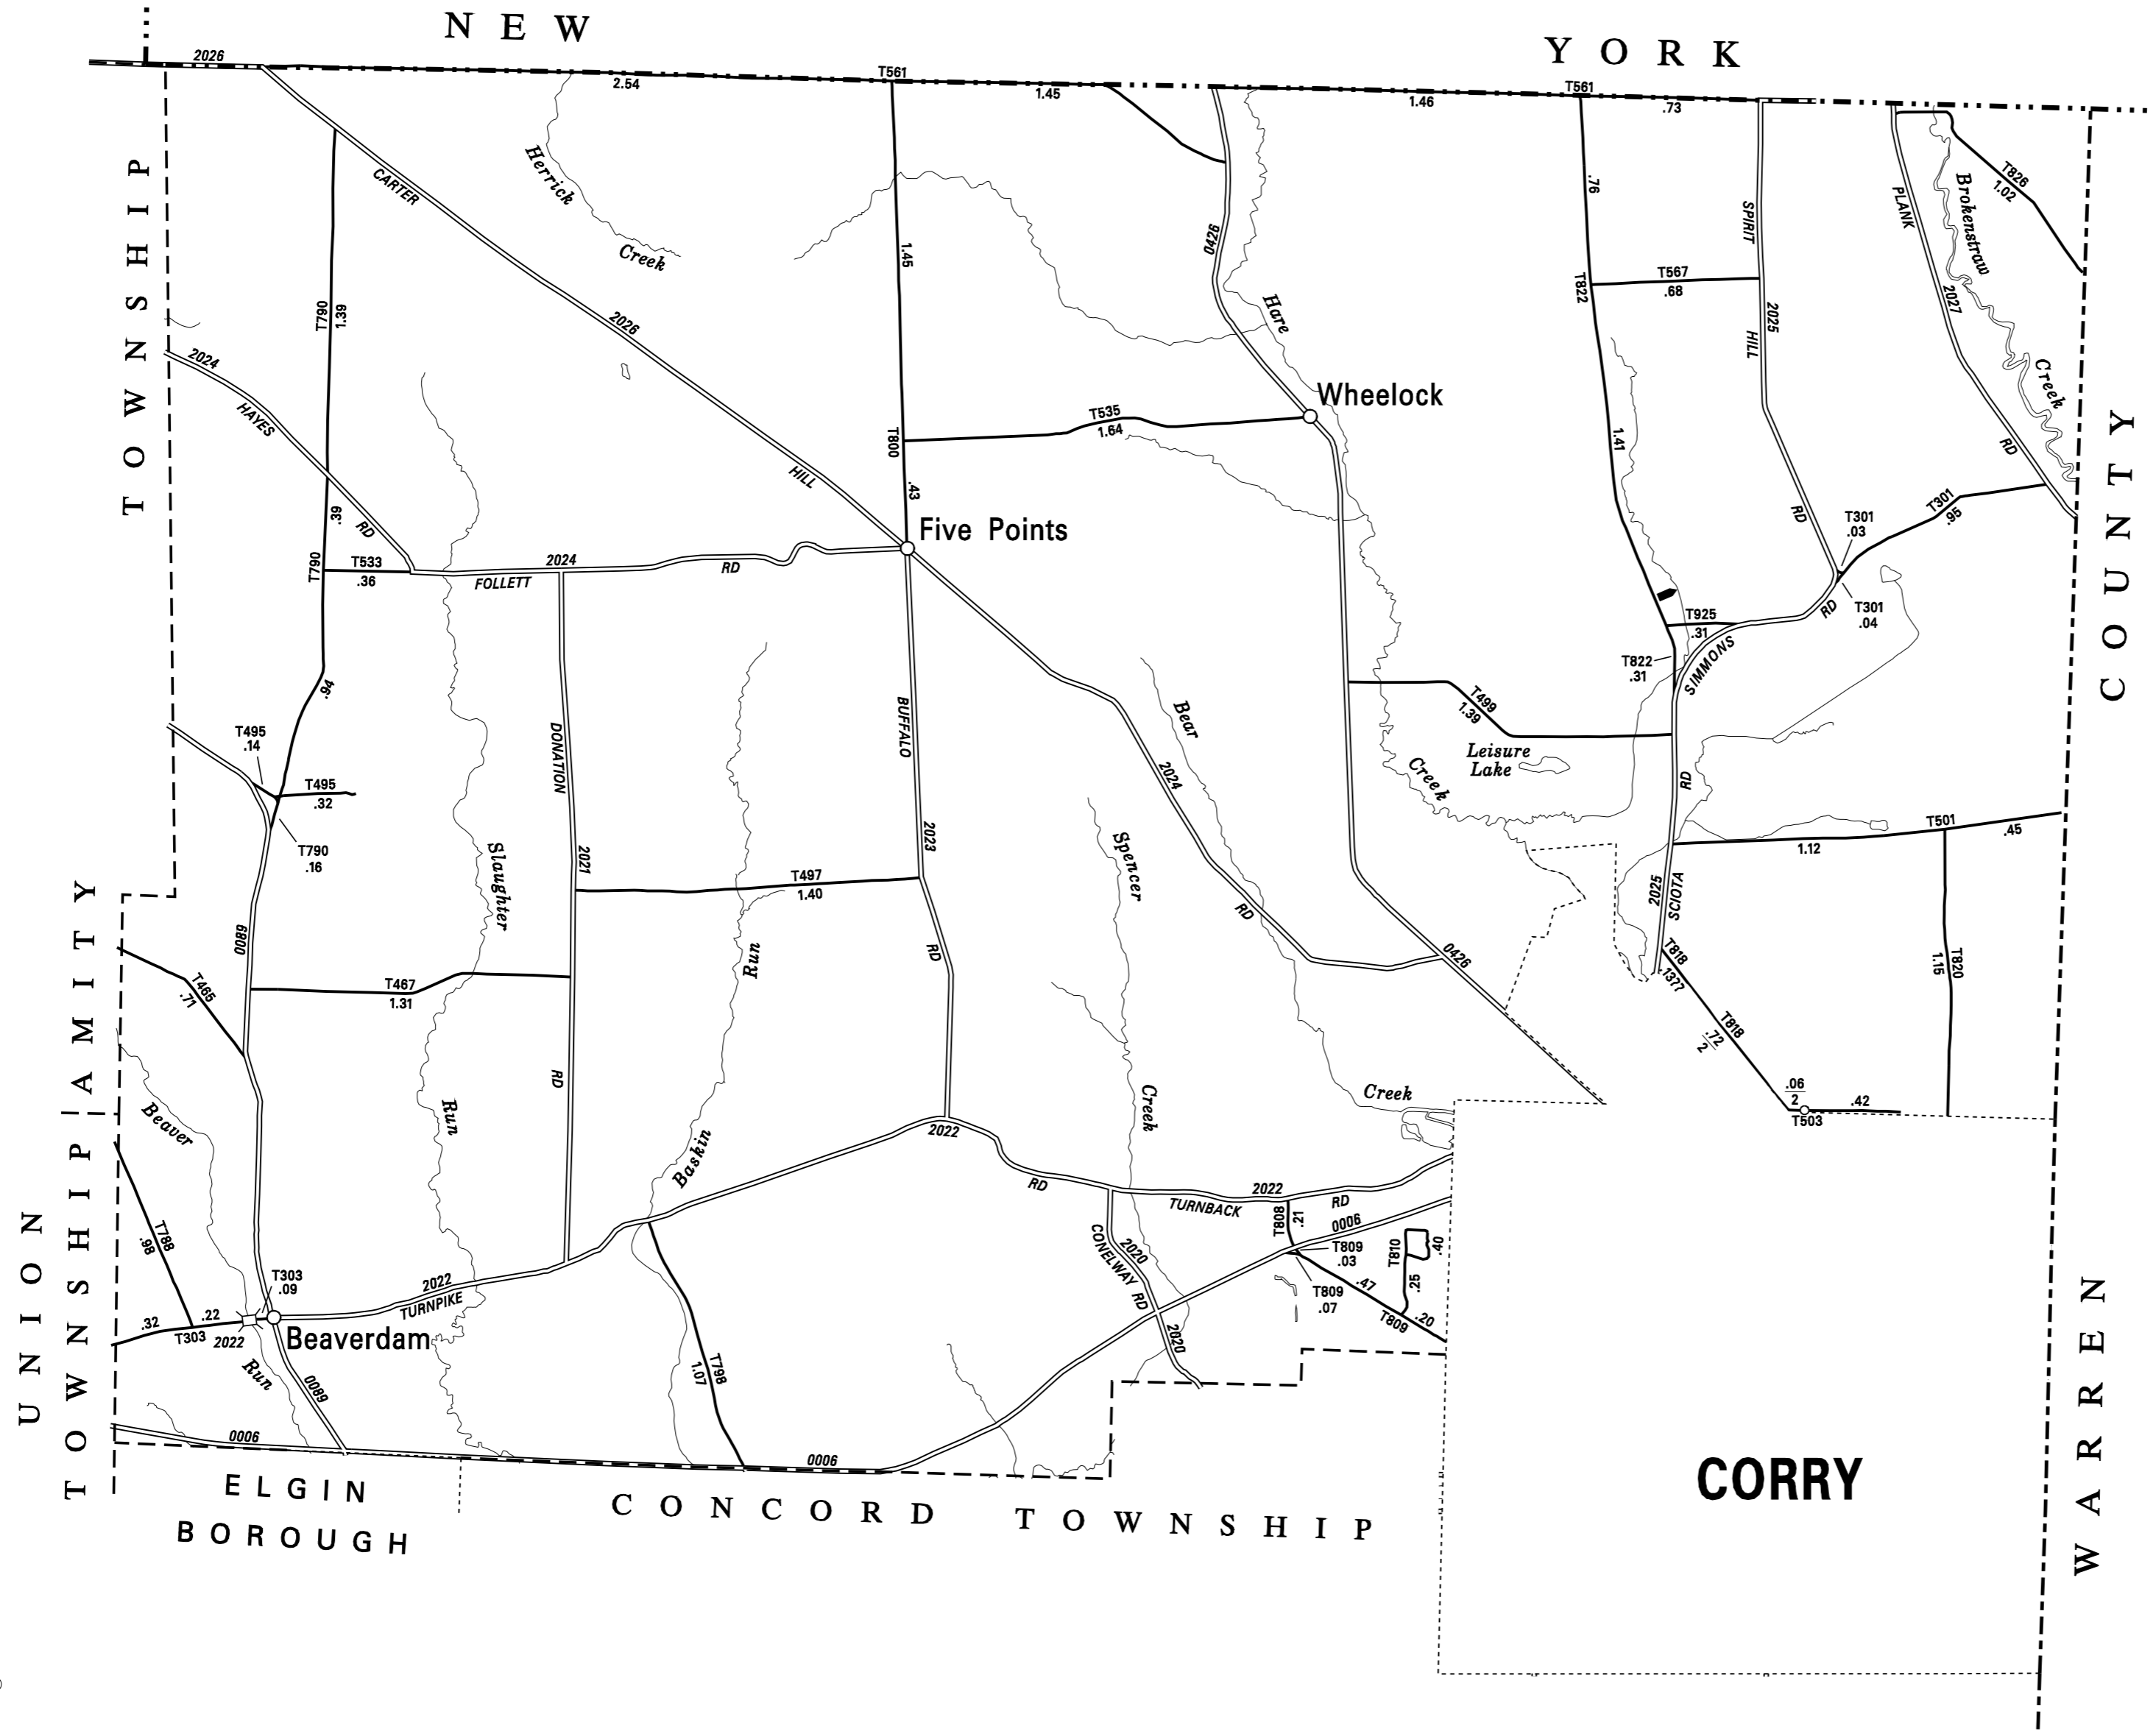 NEW YORK
2026
2.54
T561
1.45
1.46
T561
.73
TOWNSHIP
CARTER
Herrick
Creek
1.45
0426
.76
SPIRIT
PLANK
Brokenstraw
T826
1.02
T790
1.39
2026
Hare
T822
T567
.68
2025
HILL
2027
Creek
2024
HAYES
RD
Wheelock
T535
1.64
T800
.43
HILL
1.41
RD
RD
COUNTY
.39
T790
T533
.36
2024
FOLLETT
RD
Five Points
T301
.03
T301
.95
T301
.04
RD
T925
.31
SIMMONS
T822
.31
.94
T495
.14
T495
.32
T790
.16
DONATION
BUFFALO
Bear
2024
T499
1.39
Leisure
Lake
Creek
RD
Slaughter
2021
T497
1.40
2023
Spencer
RD
T501
1.12
.45
2025
SCIOTA
AMITY
0089
T465
.71
T467
1.31
Run
RD
0426
T818
.13??
T820
1.15
T818
.72
2
.06
2
.42
T503
Beaver
Run
RD
Baskin
2022
Creek
Creek
RD
TURNBACK
2022
RD
UNION
TOWNSHIP
T788
.98
T303
.09
2022
TURNPIKE
CONELWAY
2020
RD
T808
.21
0006
T809
.03
T809
.07
T810
.40
.25
.47
T809
.20
.32
.22
T303
2022
Beaverdam
Run
0089
T798
1.07
2020
0006
0006
ELGIN
BOROUGH
CONCORD TOWNSHIP
CORRY
WARREN